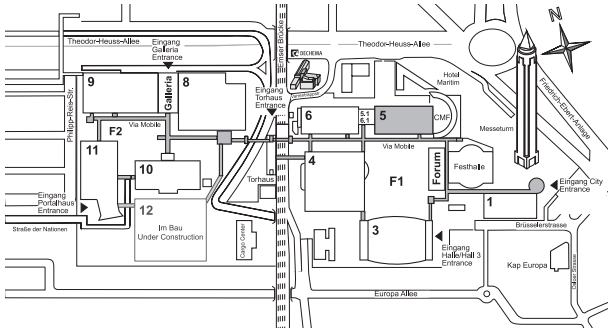 Theodor-Heuss-Allee
Eingang
Galleria
Entrance
Emser Brücke
DECHEMA
Theodor-Heuss-Allee
N
Friedrich-Ebert-Anlage
Philipp-Reis-Str.
9
Galleria
8
Eingang
Torhaus
Entrance
Hotel
Maritim
6
5.1
6.1
5
CMF
Messeturm
F2
Via Mobile
Via Mobile
11
10
Torhaus
4
F1
Forum
Festhalle
Eingang City
Entrance
Eingang
Portalhaus
Entrance
12
Im Bau
Under Construction
1
Straße der Nationen
Cargo Center
3
Eingang
Halle/Hall 3
Entrance
Brüsselerstrasse
Kap Europa
Europa Allee